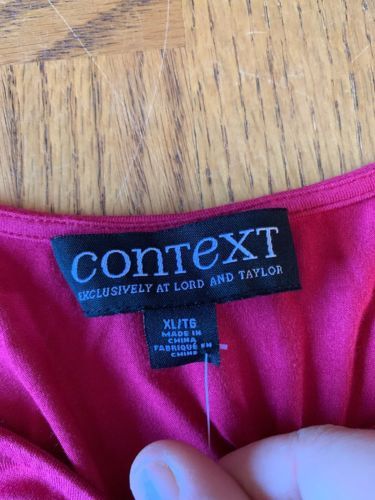 conteXT
EXCLUSIVELY AT LORD AND TAYLOR
XL/TG
MADE IN
CHINA
FABRIQUÉ EN
CHINE